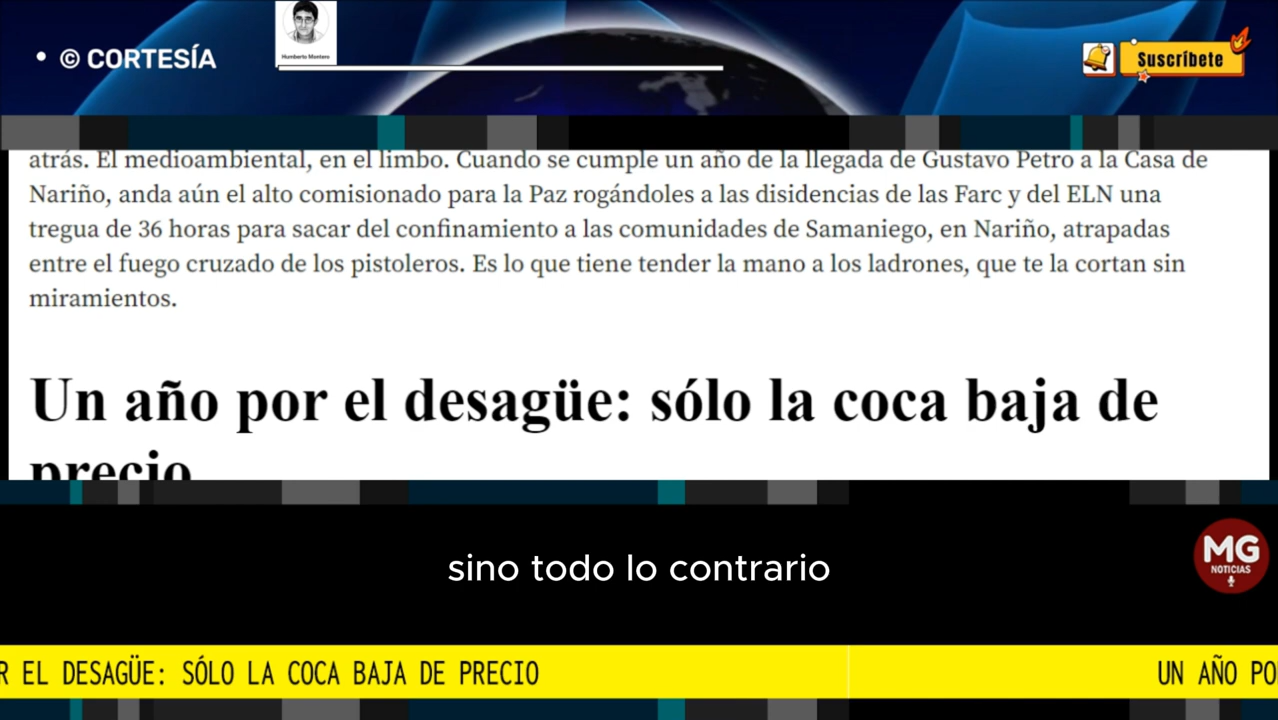 • © CORTESÍA
Humberto Montero
Suscríbete
atrás. El medioambiental, en el limbo. Cuando se cumple un año de la llegada de Gustavo Petro a la Casa de
Nariño, anda aún el alto comisionado para la Paz rogándoles a las disidencias de las Farc y del ELN una
tregua de 36 horas para sacar del confinamiento a las comunidades de Samaniego, en Nariño, atrapadas
entre el fuego cruzado de los pistoleros. Es lo que tiene tender la mano a los ladrones, que te la cortan sin
miramientos.
Un año por el desagüe: sólo la coca baja de
precio
sino todo lo contrario
MG
NOTICIAS
R EL DESAGÜE: SÓLO LA COCA BAJA DE PRECIO
UN AÑO PO